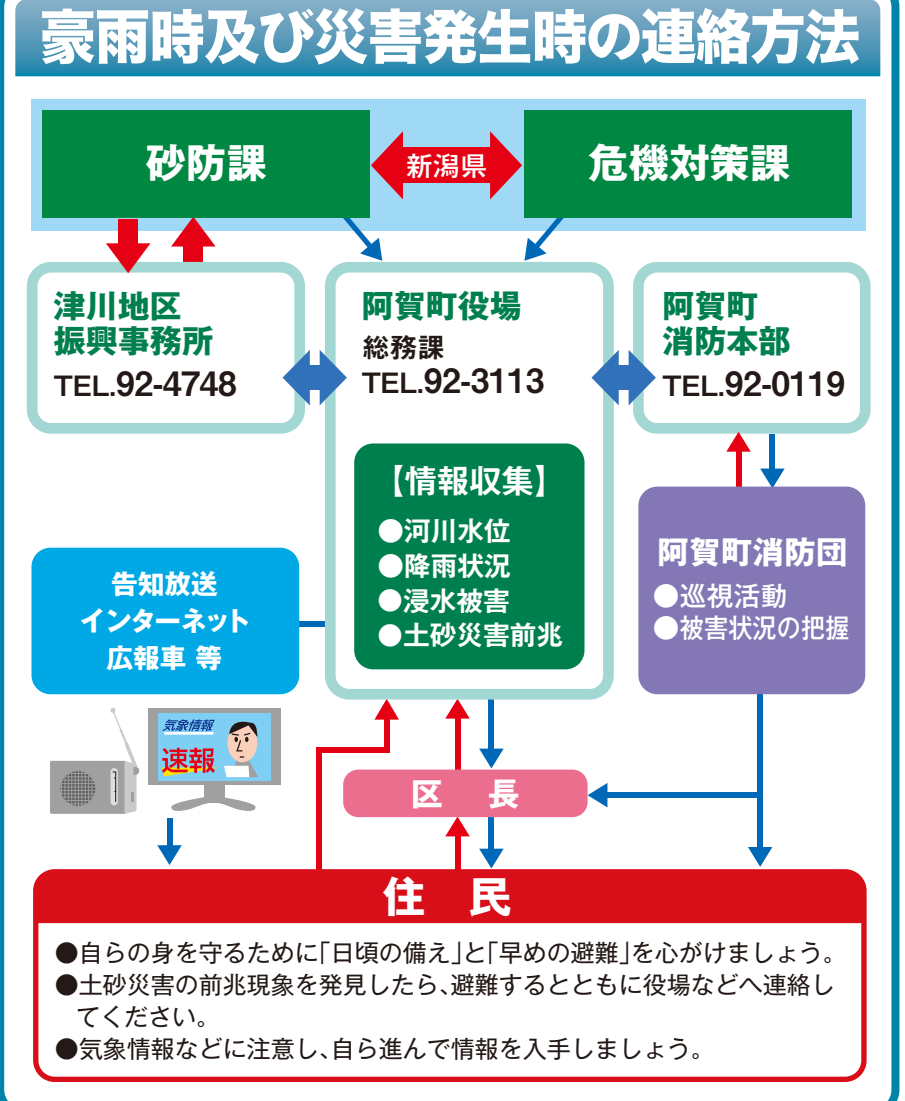 豪雨時及び災害発生時の連絡方法
砂防課
新潟県
危機対策課
津川地区
振興事務所
TEL.92-4748
阿賀町役場
総務課
TEL.92-3113
阿賀町
消防本部
TEL.92-0119
【情報収集】
●河川水位
●降雨状況
●浸水被害
●土砂災害前兆
阿賀町消防団
●巡視活動
●被害状況の把握
告知放送
インターネット
広報車 等
気象情報
速報
区 長
住 民
●自らの身を守るために「日頃の備え」と「早めの避難」を心がけましょう。
●土砂災害の前兆現象を発見したら、避難するとともに役場などへ連絡し
てください。
●気象情報などに注意し、自ら進んで情報を入手しましょう。